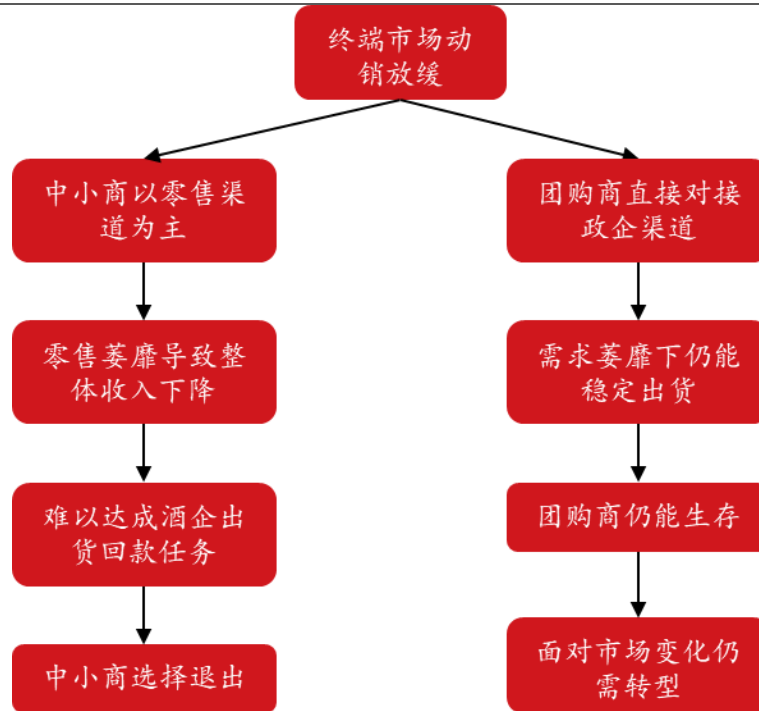 终端市场动
销放缓
中小商以零售渠
道为主
零售萎靡导致整
体收入下降
难以达成酒企出
货回款任务
中小商选择退出
团购商直接对接
政企渠道
需求萎靡下仍能
稳定出货
团购商仍能生存
面对市场变化仍
需转型